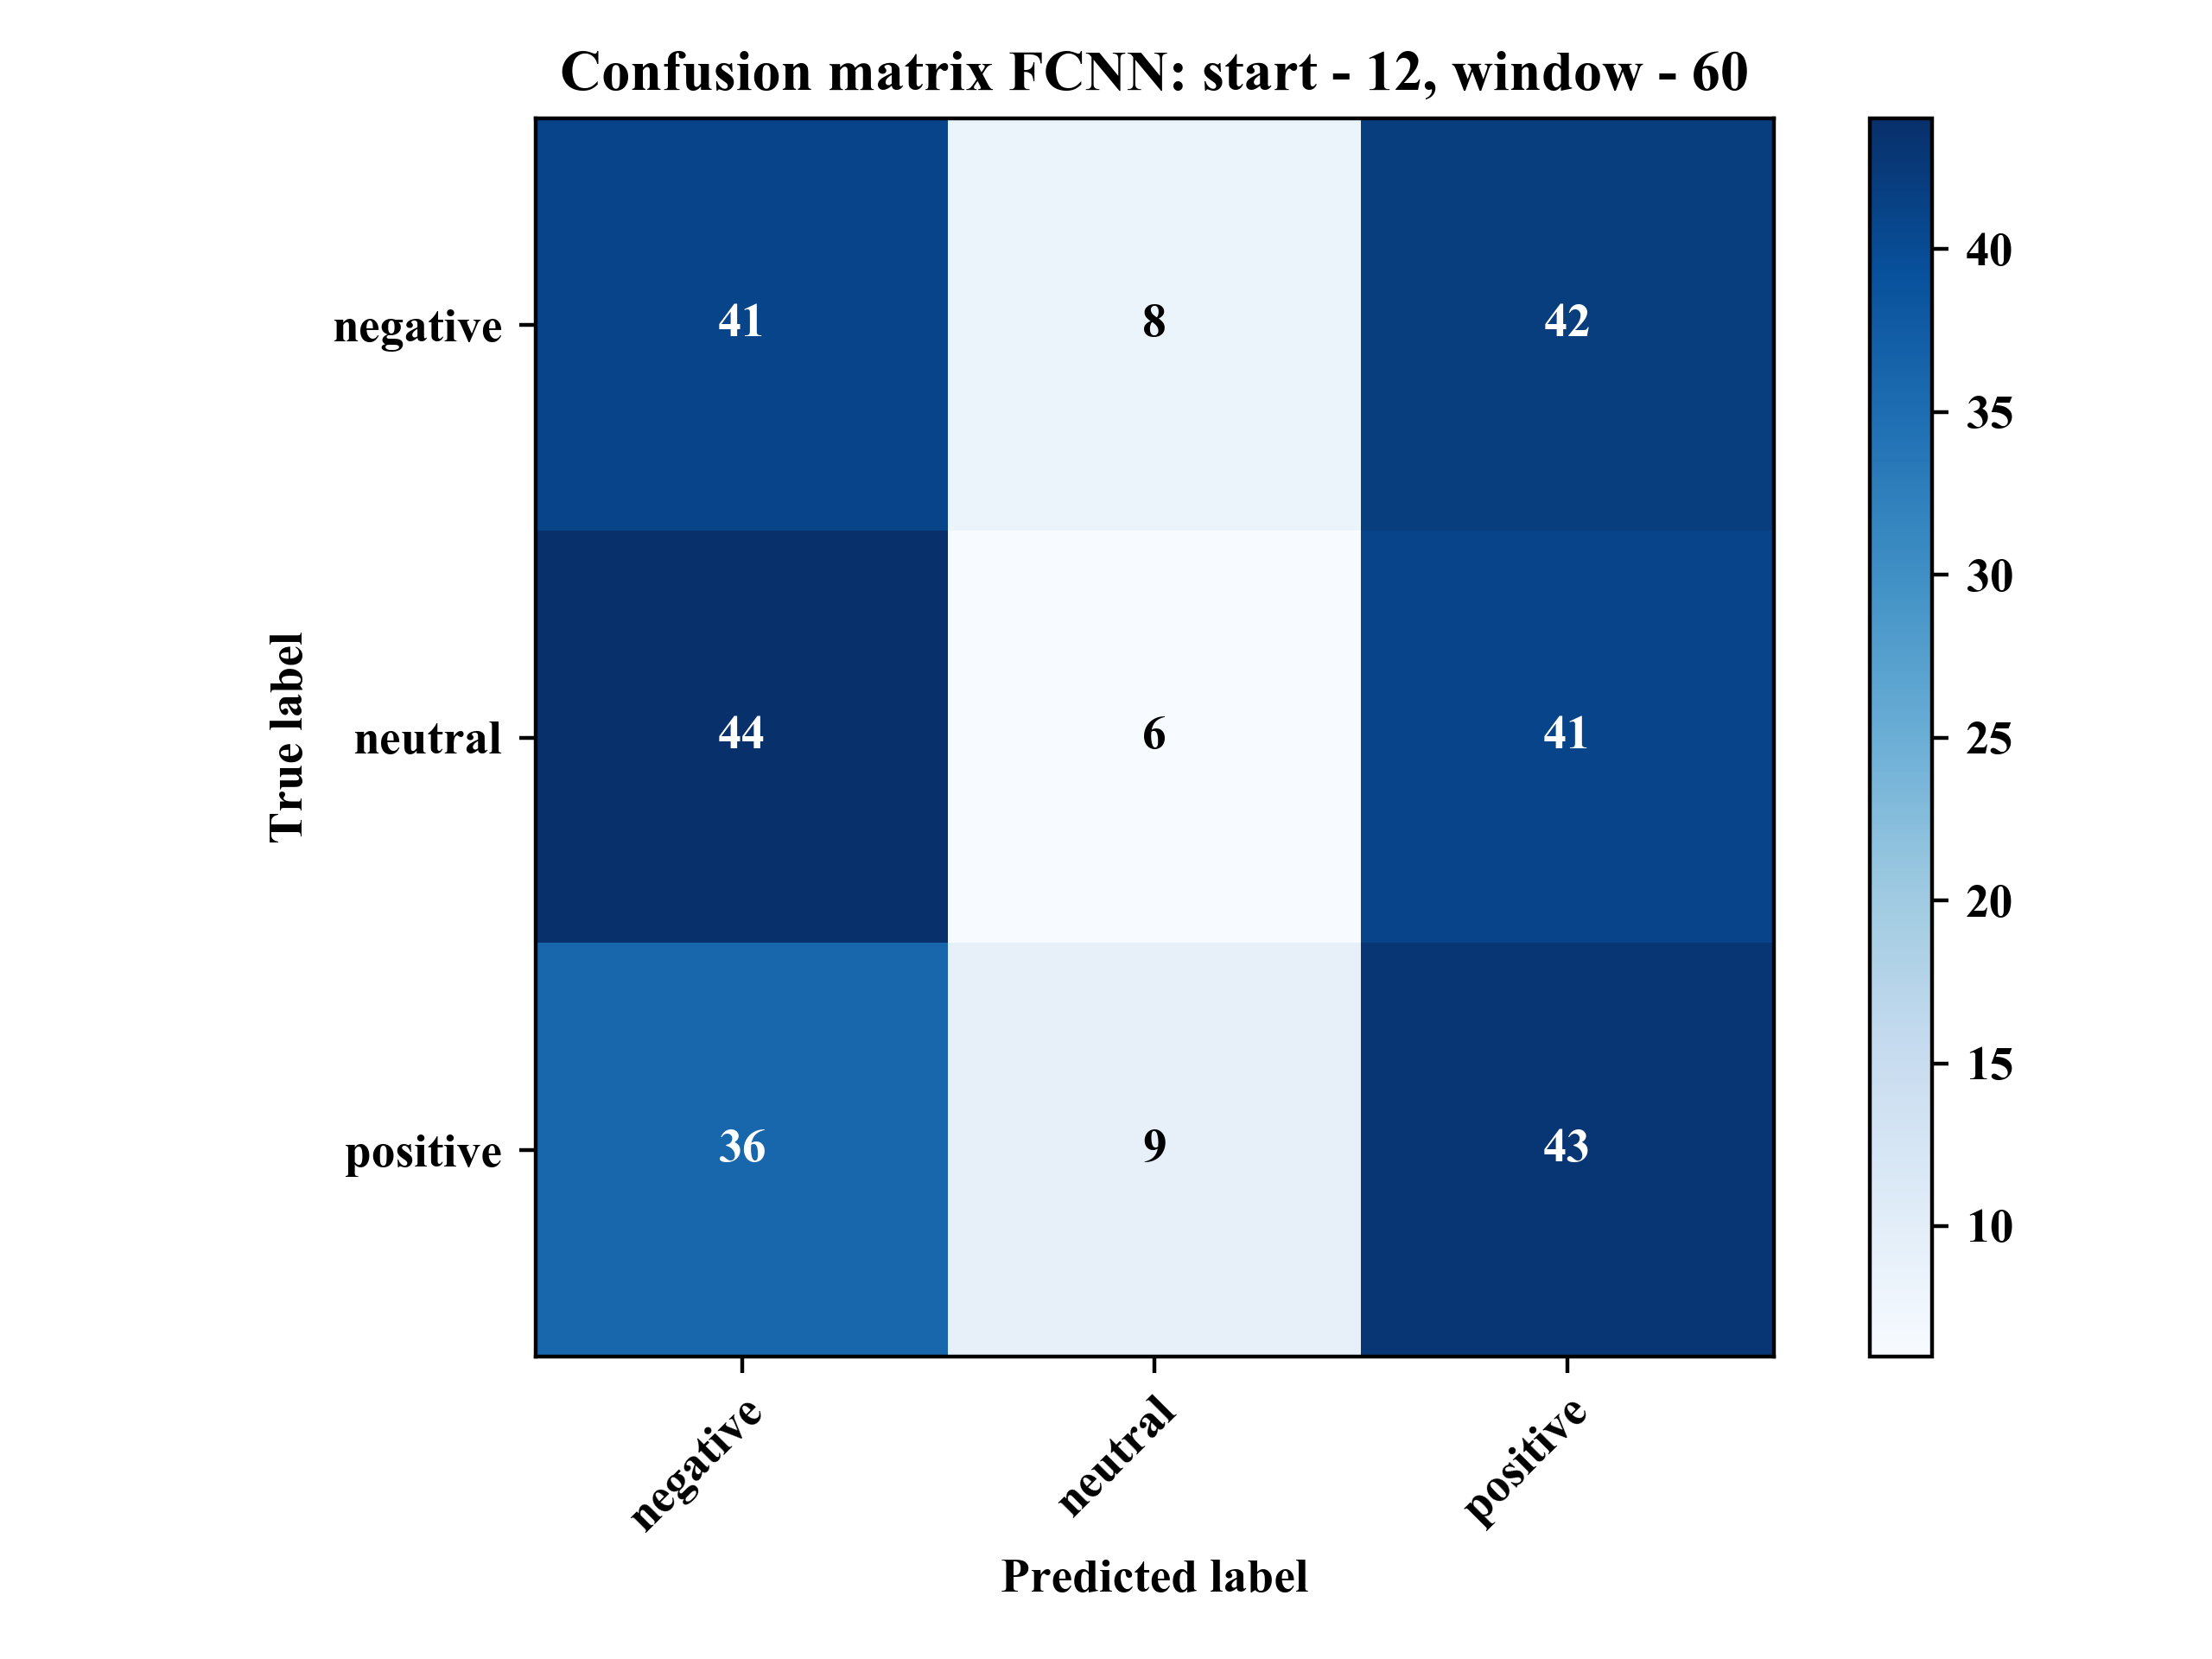 Confusion matrix FCNN: start - 12, window - 60
True label
negative
41
8
42
neutral
44
6
41
positive
36
9
43
negative
neutral
positive
Predicted label
40
35
30
25
20
15
10